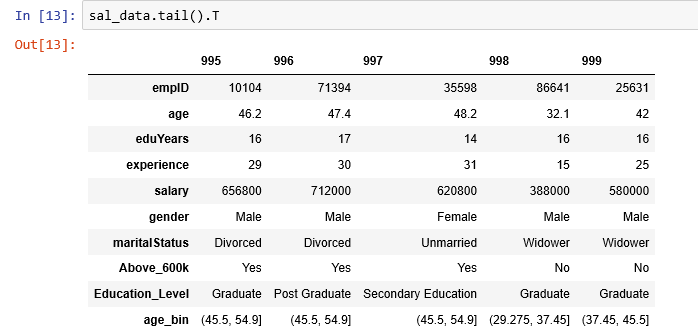 In [13]: sal_data.tail().T
Out[13]:
995 996 997 998 999
empID 10104 71394 35598 86641 25631
age 46.2 47.4 48.2 32.1 42
eduYears 16 17 14 16 16
experience 29 30 31 15 25
salary 656800 712000 620800 388000 580000
gender Male Male Female Male Male
maritalStatus Divorced Divorced Unmarried Widower Widower
Above_600k Yes Yes Yes No No
Education_Level Graduate Post Graduate Secondary Education Graduate Graduate
age_bin (45.5, 54.9] (45.5, 54.9] (45.5, 54.9] (29.275, 37.45] (37.45, 45.5]